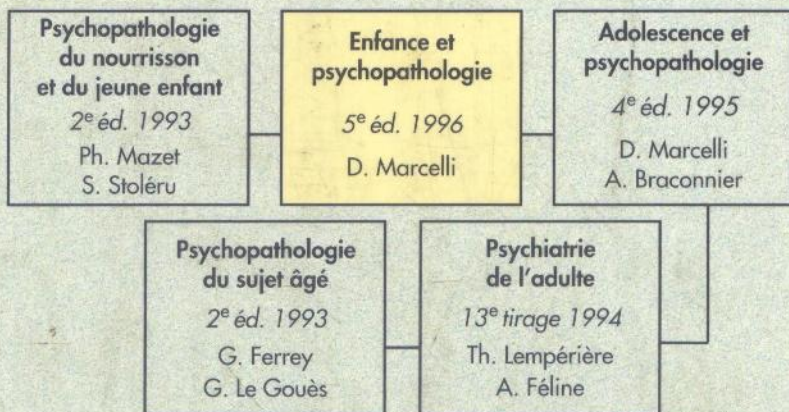 Psychopathologie
du nourrisson
et du jeune enfant
2e éd. 1993
Ph. Mazet
S. Stoléru
Enfance et
psychopathologie
5e éd. 1996
D. Marcelli
Adolescence et
psychopathologie
4e éd. 1995
D. Marcelli
A. Braconnier
Psychopathologie
du sujet âgé
2e éd. 1993
G. Ferrey
G. Le Gouès
Psychiatrie
de l'adulte
13e tirage 1994
Th. Lempérière
A. Féline